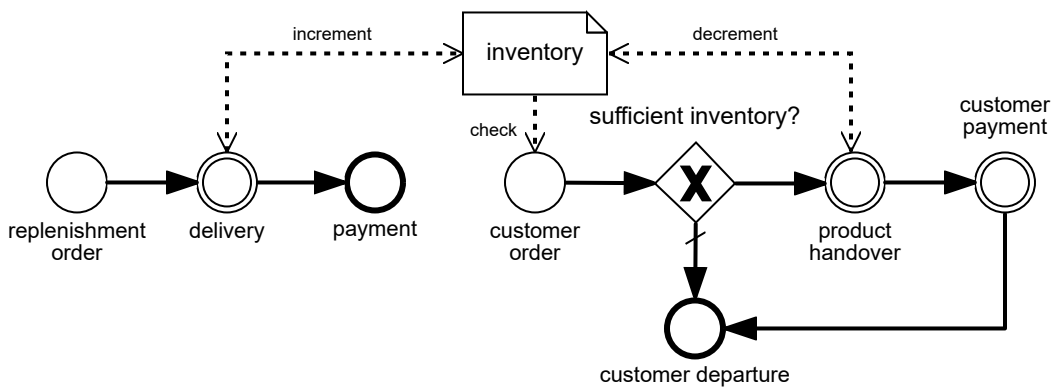 increment
inventory
decrement
check
sufficient inventory?
customer
payment
replenishment
order
delivery
payment
customer
order
X
product
handover
customer departure